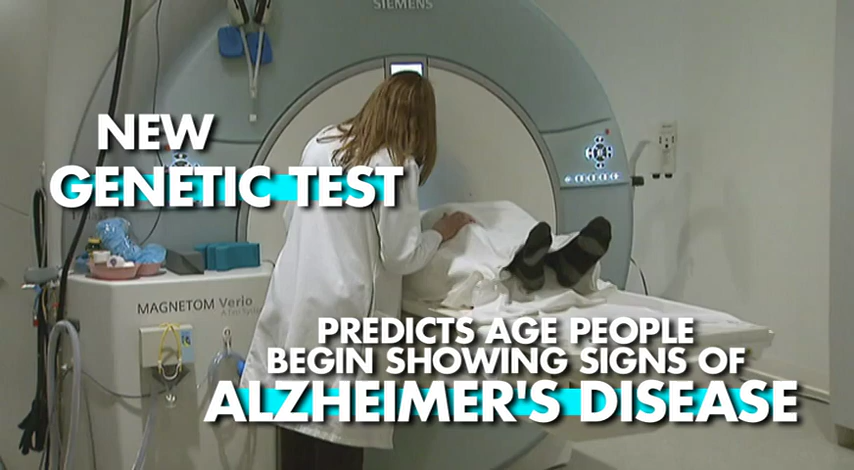 SIEMENS
NEW
GENETIC TEST
MAGNETOM Verio
PREDICTS AGE PEOPLE
BEGIN SHOWING SIGNS OF
ALZHEIMER'S DISEASE